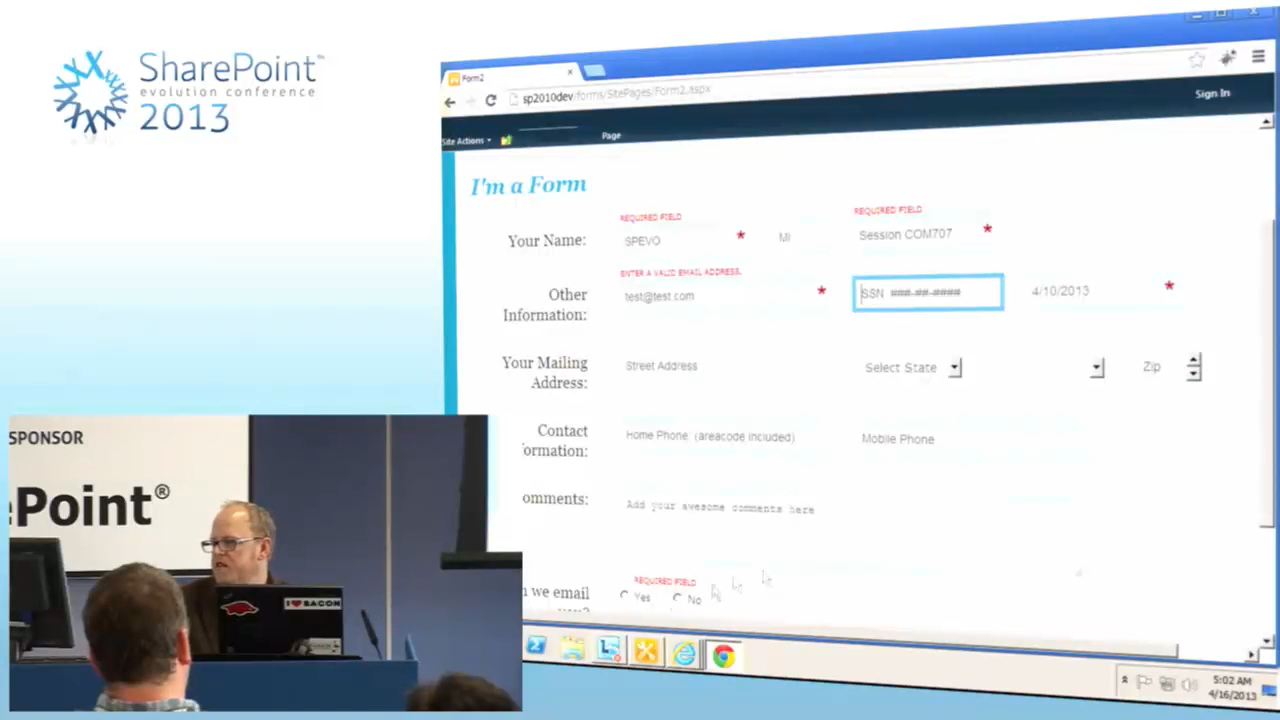 SharePoint™
evolution conference
2013
Form2
sp2010dev/forms/SitePages/Form2.aspx
Sign In
Site Actions
Page
I'm a Form
REQUIRED FIELD
REQUIRED FIELD
Your Name:
SPEVO
*
MI
Session COM707
*
ENTER A VALID EMAIL ADDRESS.
Other
Information:
test@test.com
*
SSN ###-##-####
4/10/2013
*
Your Mailing
Address:
Street Address
Select State
Zip
Contact
formation:
Home Phone (areacode included)
Mobile Phone
omments:
Add your awesome comments here
REQUIRED FIELD
we email
Yes
No
5:02 AM
4/16/2013
SPONSOR
ePoint®
I ♥ BACON